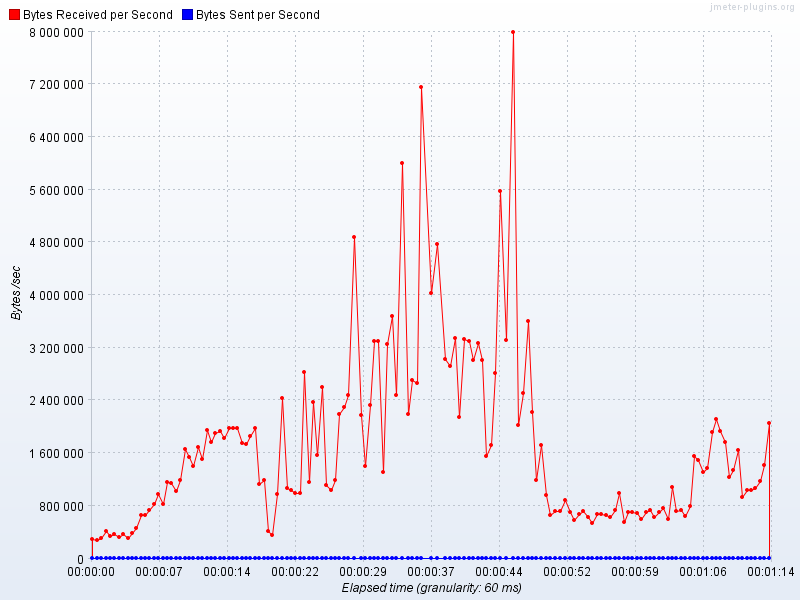 jmeter-plugins.org
Bytes Received per Second Bytes Sent per Second
8 000 000
7 200 000
6 400 000
5 600 000
4 800 000
4 000 000
3 200 000
2 400 000
1 600 000
800 000
0
Bytes /sec
00:00:00 00:00:07 00:00:14 00:00:22 00:00:29 00:00:37 00:00:44 00:00:52 00:00:59 00:01:06 00:01:14
Elapsed time (granularity: 60 ms)